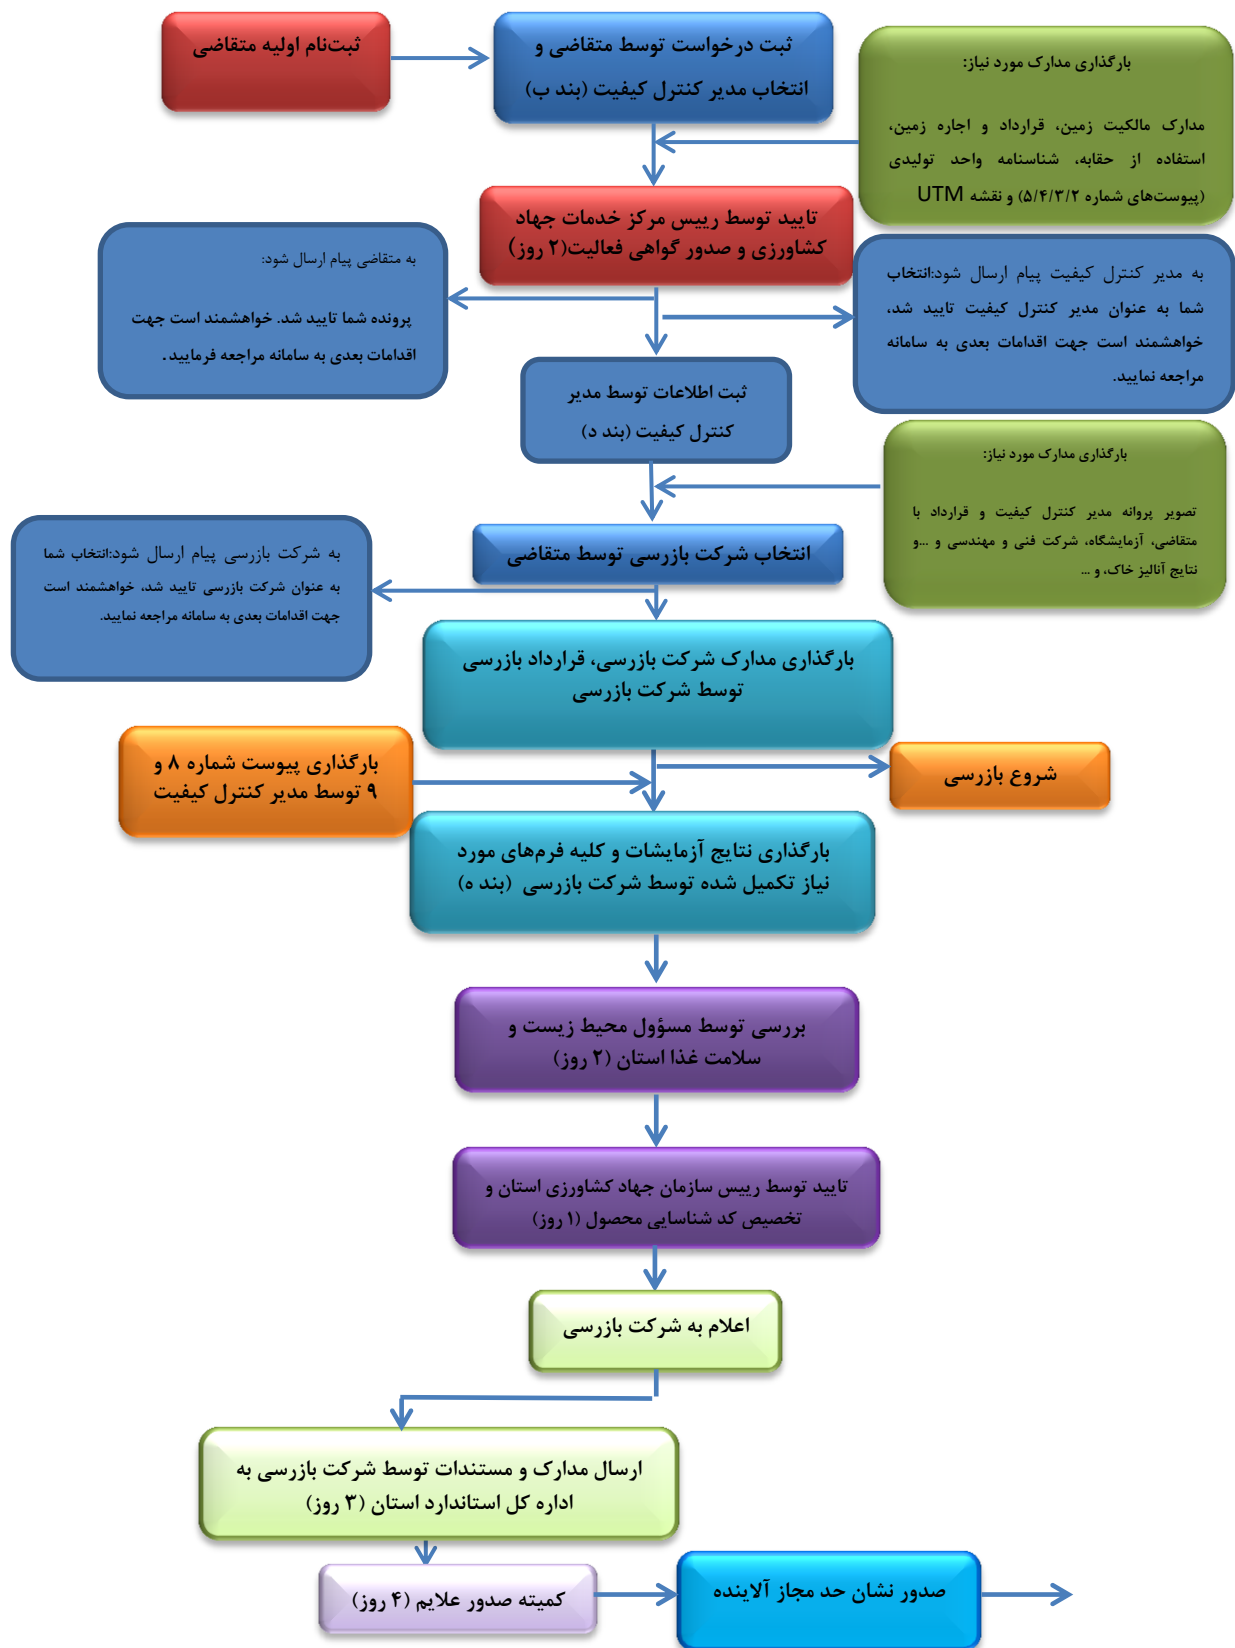 ثبت‌نام اولیه متقاضی
ثبت درخواست توسط متقاضی و
انتخاب مدیر کنترل کیفیت (بند ب)
بارگذاری مدارک مورد نیاز:
مدارک مالکیت زمین، قرارداد و اجاره زمین،
استفاده از حقابه، شناسنامه واحد تولیدی
(پیوست‌های شماره ۵/۴/۳/۲) و نقشه UTM
تایید توسط رییس مرکز خدمات جهاد
کشاورزی و صدور گواهی فعالیت(۲ روز)
به متقاضی پیام ارسال شود:
پرونده شما تایید شد. خواهشمند است جهت
اقدامات بعدی به سامانه مراجعه فرمایید .
به مدیر کنترل کیفیت پیام ارسال شود:انتخاب
شما به عنوان مدیر کنترل کیفیت تایید شد،
خواهشمند است جهت اقدامات بعدی به سامانه
مراجعه نمایید.
ثبت اطلاعات توسط مدیر
کنترل کیفیت (بند د)
بارگذاری مدارک مورد نیاز:
تصویر پروانه مدیر کنترل کیفیت و قرارداد با
متقاضی، آزمایشگاه، شرکت فنی و مهندسی و ...و
نتایج آنالیز خاک، و ...
انتخاب شرکت بازرسی توسط متقاضی
به شرکت بازرسی پیام ارسال شود:انتخاب شما
به عنوان شرکت بازرسی تایید شد، خواهشمند است
جهت اقدامات بعدی به سامانه مراجعه نمایید.
بارگذاری مدارک شرکت بازرسی، قرارداد بازرسی
توسط شرکت بازرسی
بارگذاری پیوست شماره ۸ و
۹ توسط مدیر کنترل کیفیت
شروع بازرسی
بارگذاری نتایج آزمایشات و کلیه فرم‌های مورد
نیاز تکمیل شده توسط شرکت بازرسی (بند ه)
بررسی توسط مسؤول محیط زیست و
سلامت غذا استان (۲ روز)
تایید توسط رییس سازمان جهاد کشاورزی استان و
تخصیص کد شناسایی محصول (۱ روز)
اعلام به شرکت بازرسی
ارسال مدارک و مستندات توسط شرکت بازرسی به
اداره کل استاندارد استان (۳ روز)
کمیته صدور علایم (۴ روز)
صدور نشان حد مجاز آلاینده